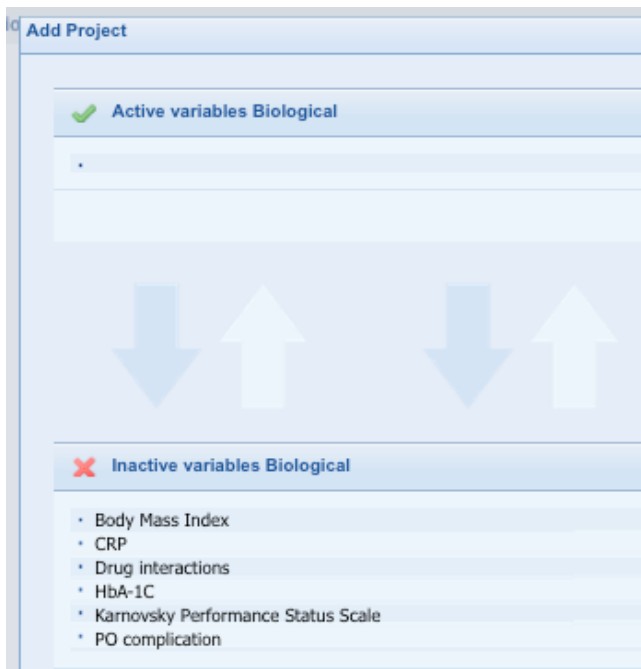 Add Project
Active variables Biological
Inactive variables Biological
Body Mass Index
CRP
Drug interactions
HbA-1C
Karnovsky Performance Status Scale
PO complication